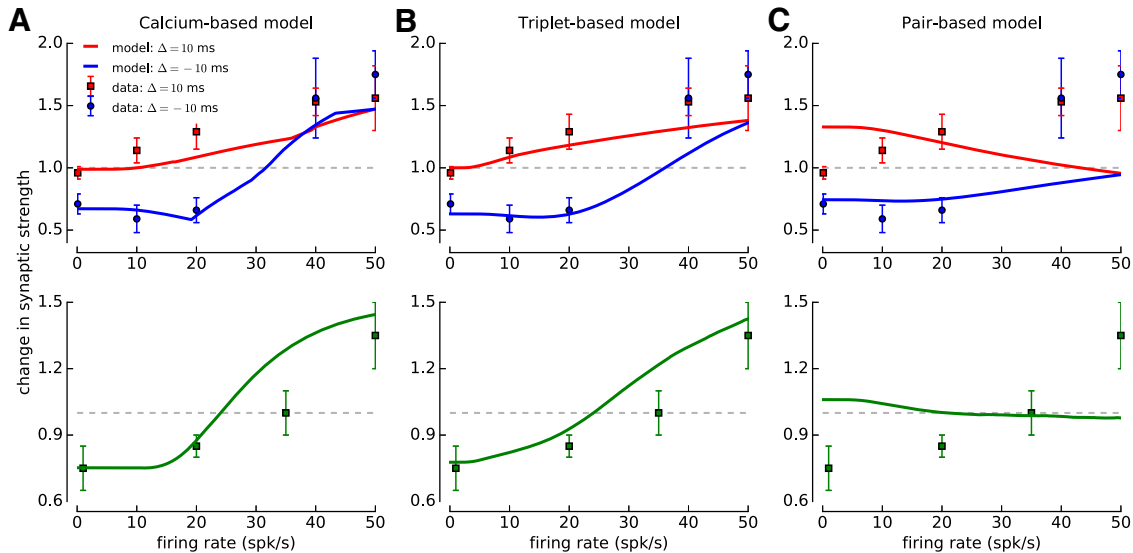 A Calcium-based model
B Triplet-based model
C Pair-based model
change in synaptic strength
2.0
1.5
1.0
0.5
model: Δ = 10 ms
model: Δ = −10 ms
data: Δ = 10 ms
data: Δ = −10 ms
0 10 20 30 40 50
2.0
1.5
1.0
0.5
0 10 20 30 40 50
2.0
1.5
1.0
0.5
0 10 20 30 40 50
1.5
1.2
0.9
0.6
0 10 20 30 40 50
firing rate (spk/s)
1.5
1.2
0.9
0.6
0 10 20 30 40 50
firing rate (spk/s)
1.5
1.2
0.9
0.6
0 10 20 30 40 50
firing rate (spk/s)